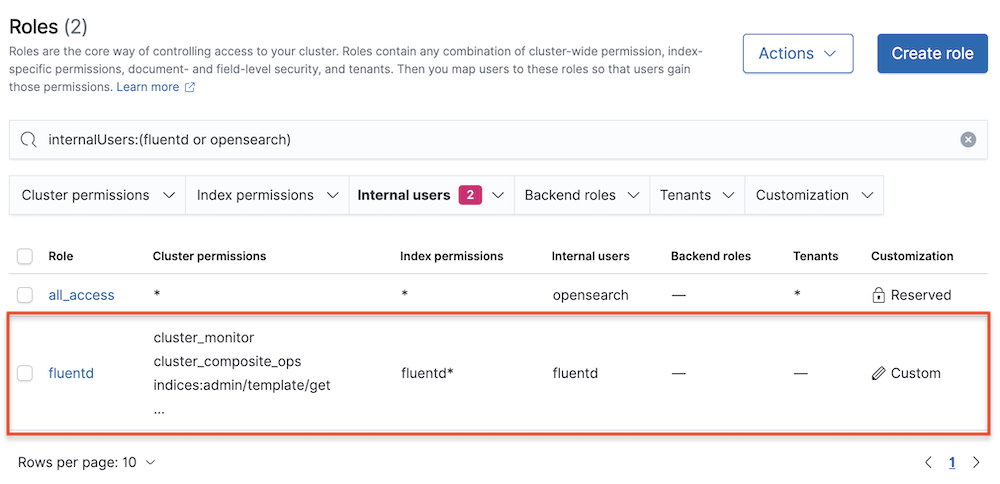 Roles (2)
Roles are the core way of controlling access to your cluster. Roles contain any combination of cluster-wide permission, index-
specific permissions, document- and field-level security, and tenants. Then you map users to these roles so that users gain
those permissions. Learn more
Actions
Create role
internalUsers:(fluentd or opensearch)
Cluster permissions Index permissions Internal users 2 Backend roles Tenants Customization
Role Cluster permissions Index permissions Internal users Backend roles Tenants Customization
all_access * * opensearch — * Reserved
cluster_monitor
cluster_composite_ops
fluentd indices:admin/template/get fluentd* fluentd — — Custom
...
Rows per page: 10 1